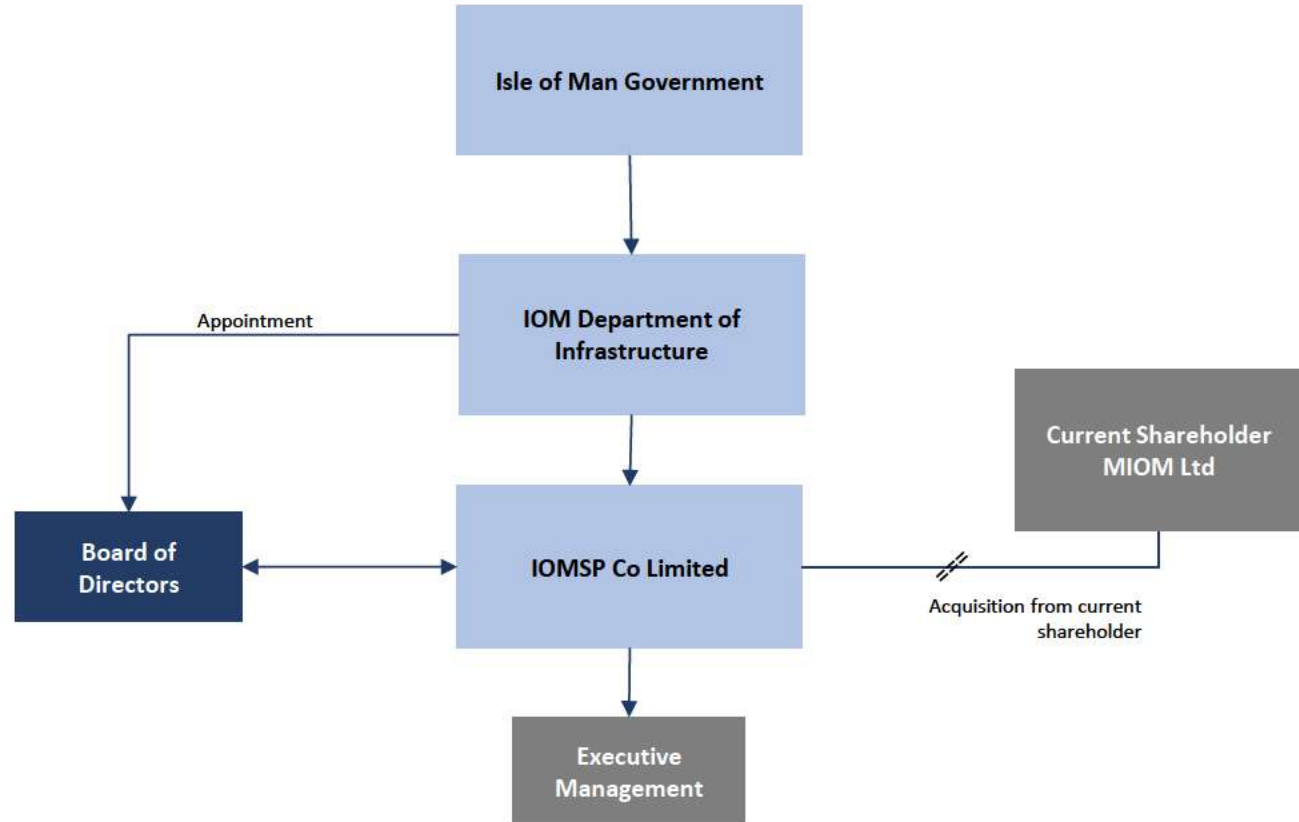 Isle of Man Government
Appointment
IOM Department of
Infrastructure
Current Shareholder
MIOM Ltd
Board of
Directors
IOMSP Co Limited
Acquisition from current
shareholder
Executive
Management